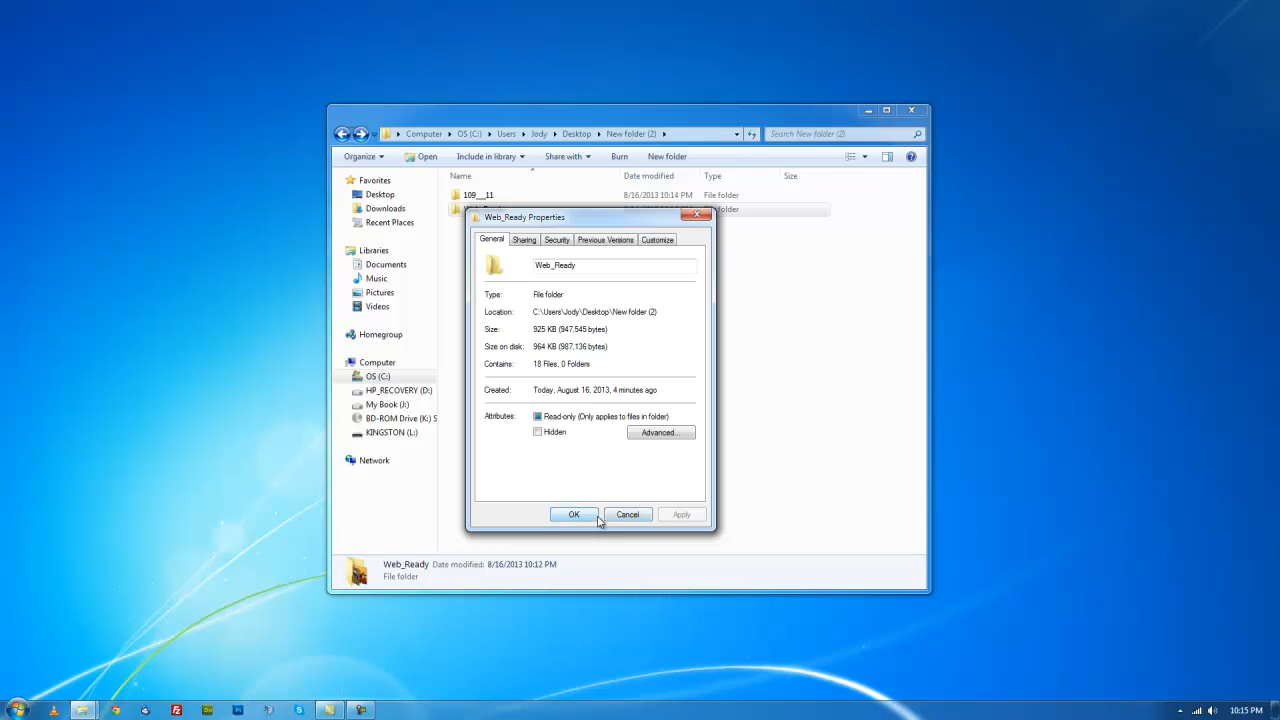 Computer OS (C:) Users Jody Desktop New folder (2) Search New folder (2)
Organize Open Include in library Share with Burn New folder
Name Date modified Type Size
Favorites
Desktop
Downloads
Recent Places
Libraries
Documents
Music
Pictures
Videos
Homegroup
Computer
OS (C:)
HP_RECOVERY (D:)
My Book (J:)
BD-ROM Drive (K:) S
KINGSTON (L:)
Network
109___11 8/16/2013 10:14 PM File folder
Web_Ready Properties
General Sharing Security Previous Versions Customize
Web_Ready
Type: File folder
Location: C:\Users\Jody\Desktop\New folder (2)
Size: 925 KB (947,545 bytes)
Size on disk: 964 KB (987,136 bytes)
Contains: 18 Files, 0 Folders
Created: Today, August 16, 2013, 4 minutes ago
Attributes: Read-only (Only applies to files in folder)
Hidden Advanced...
OK Cancel Apply
Web_Ready Date modified: 8/16/2013 10:12 PM
File folder
10:15 PM